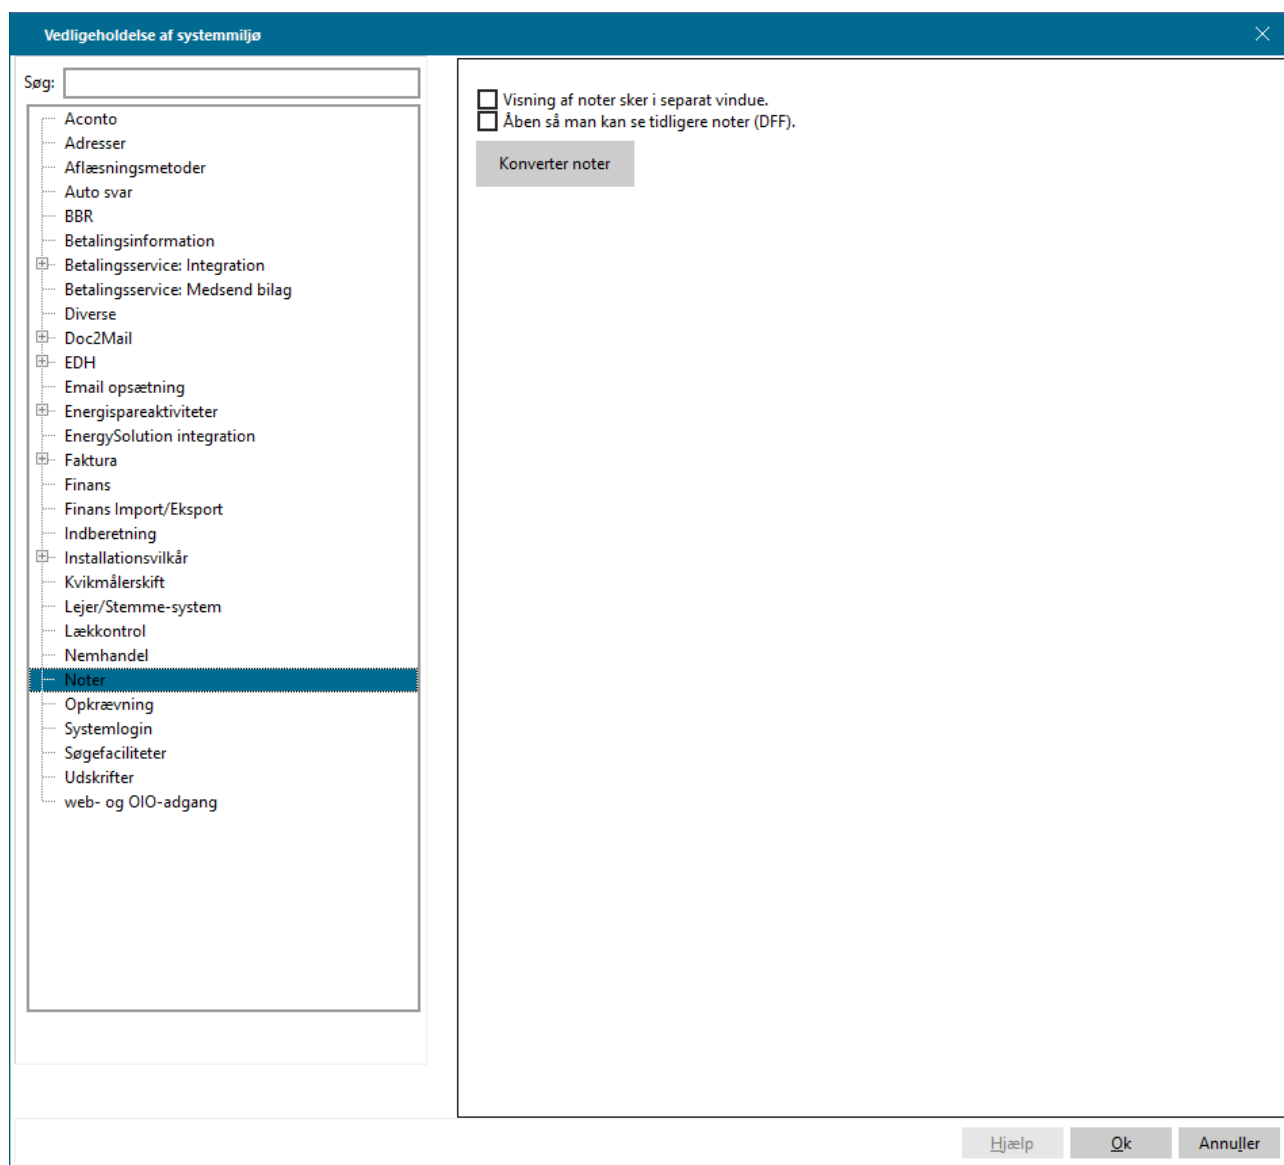 Vedligeholdelse af systemmiljø
Søg:
Aconto
Adresser
Aflæsningsmetoder
Auto svar
BBR
Betalingsinformation
Betalingsservice: Integration
Betalingsservice: Medsend bilag
Diverse
Doc2Mail
EDH
Email opsætning
Energispareaktiviteter
EnergySolution integration
Faktura
Finans
Finans Import/Eksport
Indberetning
Installationsvilkår
Kvikmålerskift
Lejer/Stemme-system
Lækkontrol
Nemhandel
Noter
Opkrævning
Systemlogin
Søgefaciliteter
Udskrifter
web- og OIO-adgang
Visning af noter sker i separat vindue.
Åben så man kan se tidligere noter (DFF).
Konverter noter
Hjælp
Ok
Annuller